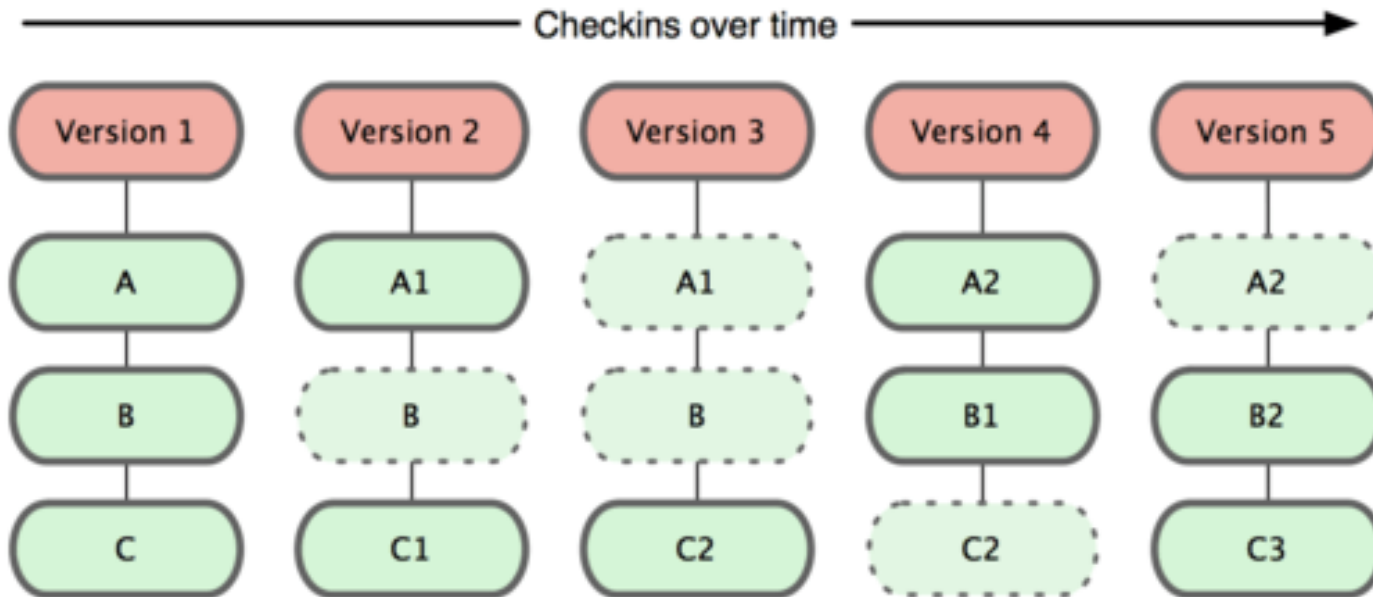 Checkins over time
Version 1 Version 2 Version 3 Version 4 Version 5
A A1 A1 A2 A2
B B B B1 B2
C C1 C2 C2 C3